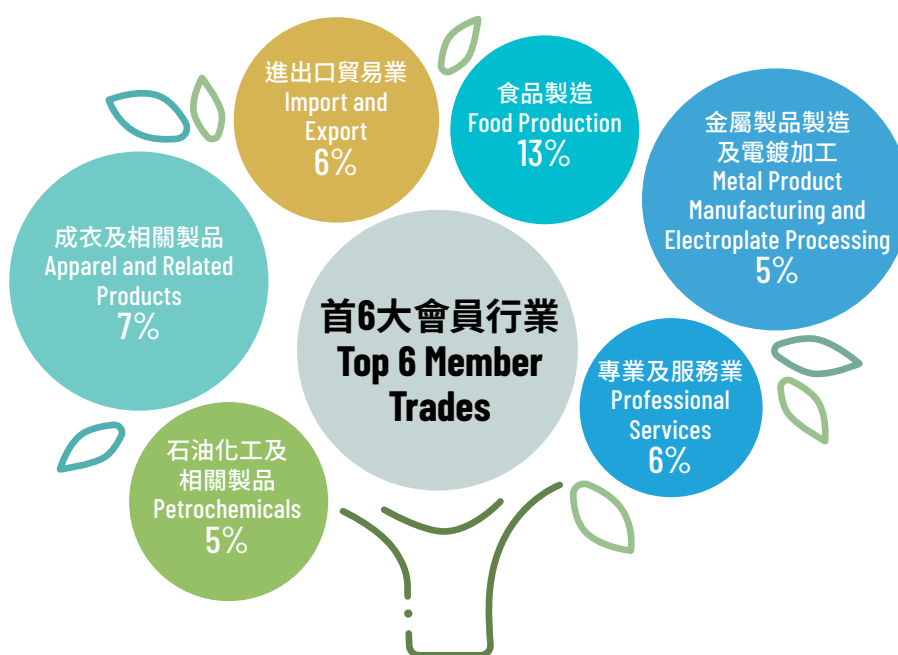 進出口貿易業
Import and
Export
6%
食品製造
Food Production
13%
金屬製品製造
及電鍍加工
Metal Product
Manufacturing and
Electroplate Processing
5%
成衣及相關製品
Apparel and Related
Products
7%
首6大會員行業
Top 6 Member
Trades
專業及服務業
Professional
Services
6%
石油化工及
相關製品
Petrochemicals
5%